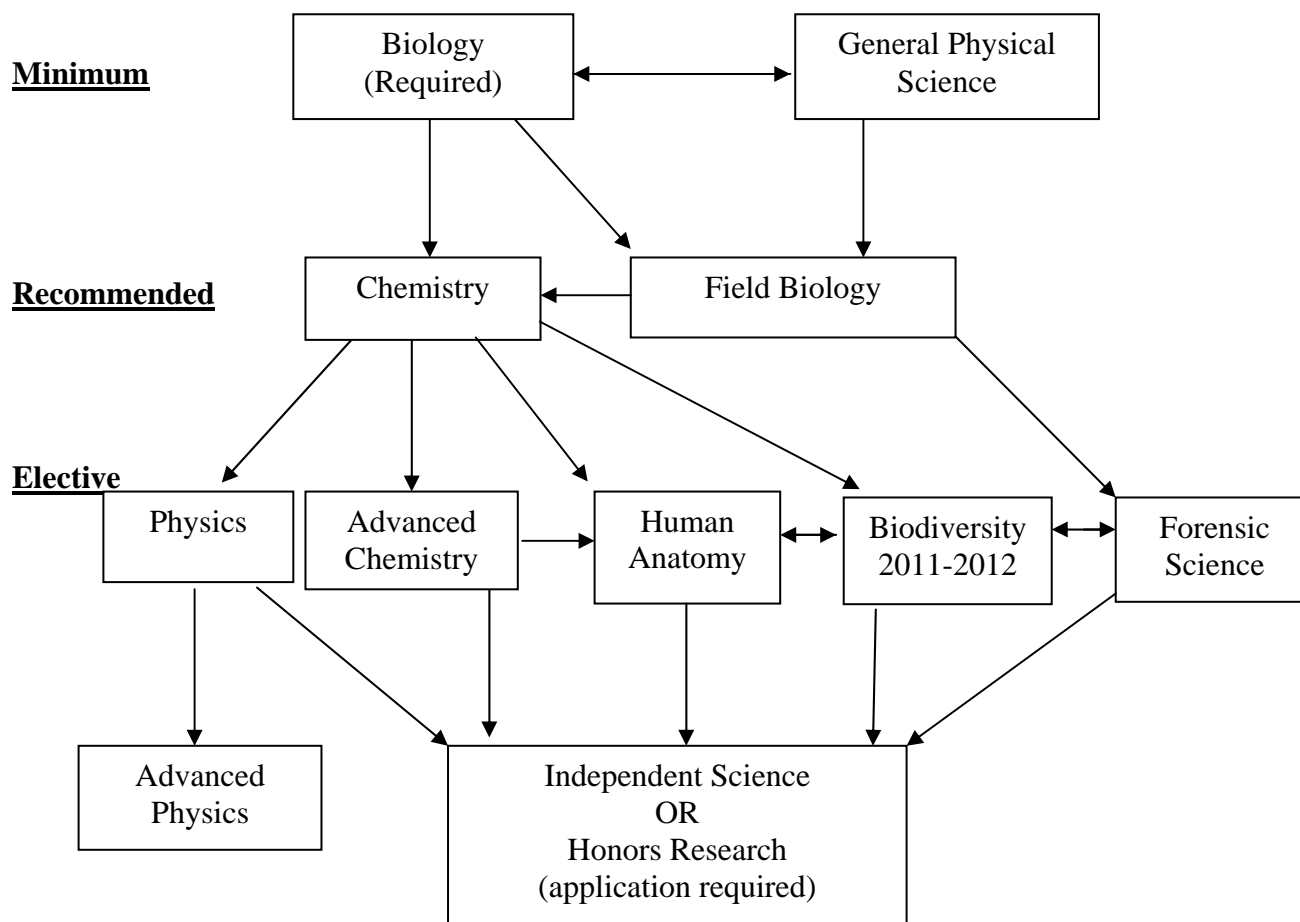 Minimum
Biology
(Required)
General Physical
Science
Recommended
Chemistry
Field Biology
Elective
Physics
Advanced
Chemistry
Human
Anatomy
Biodiversity
2011-2012
Forensic
Science
Advanced
Physics
Independent Science
OR
Honors Research
(application required)